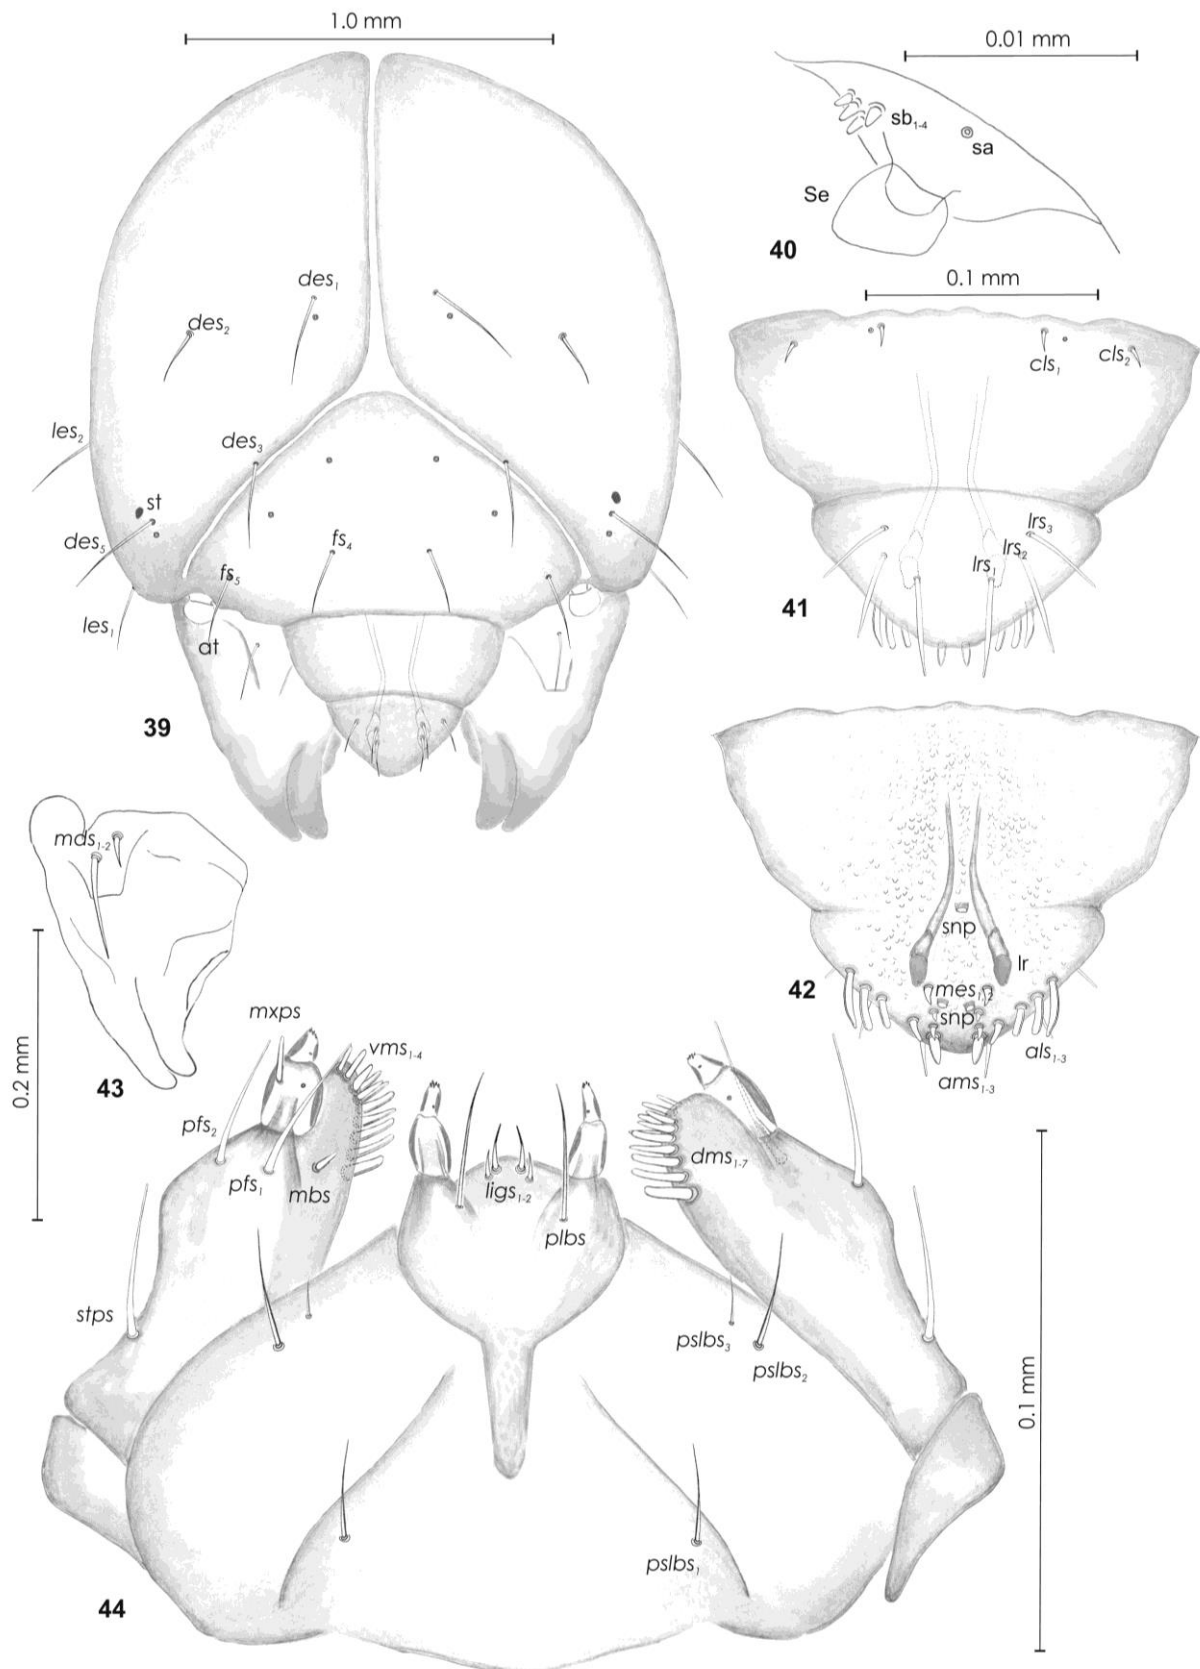 1.0 mm
des₁
des₂
les₂
des₃
st
des₅
fs₄
fs₅
les₁
at
39
0.01 mm
sb₁₋₄
sa
Se
40
0.1 mm
cls₁
cls₂
lrs₃
lrs₂
lrs₁
41
snp
lr
mes₁₋₂
snp
als₁₋₃
ams₁₋₃
42
mds₁₋₂
43
0.2 mm
mxps
vms₁₋₄
pfs₂
pfs₁
mbs
ligs₁₋₂
plbs
dms₁₋₇
stps
pslbs₃
pslbs₂
pslbs₁
0.1 mm
44